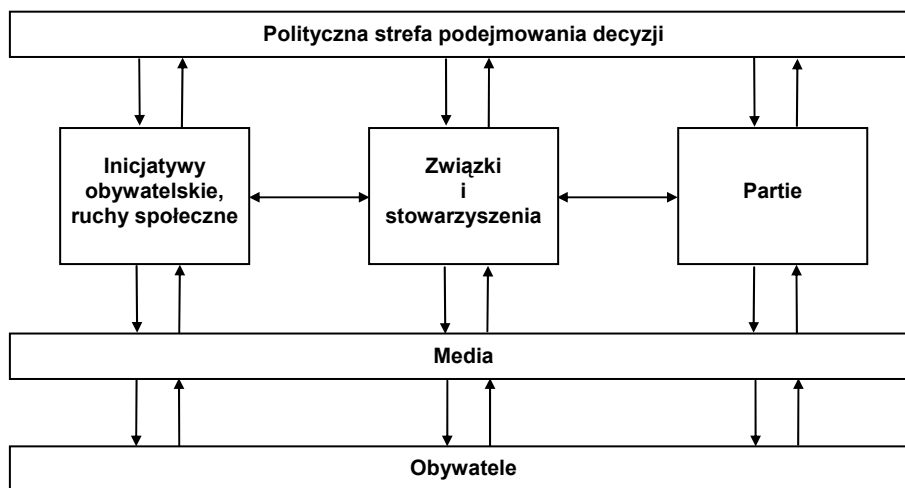 Polityczna strefa podejmowania decyzji
Inicjatywy
obywatelskie,
ruchy społeczne
Związki
i
stowarzyszenia
Partie
Media
Obywatele